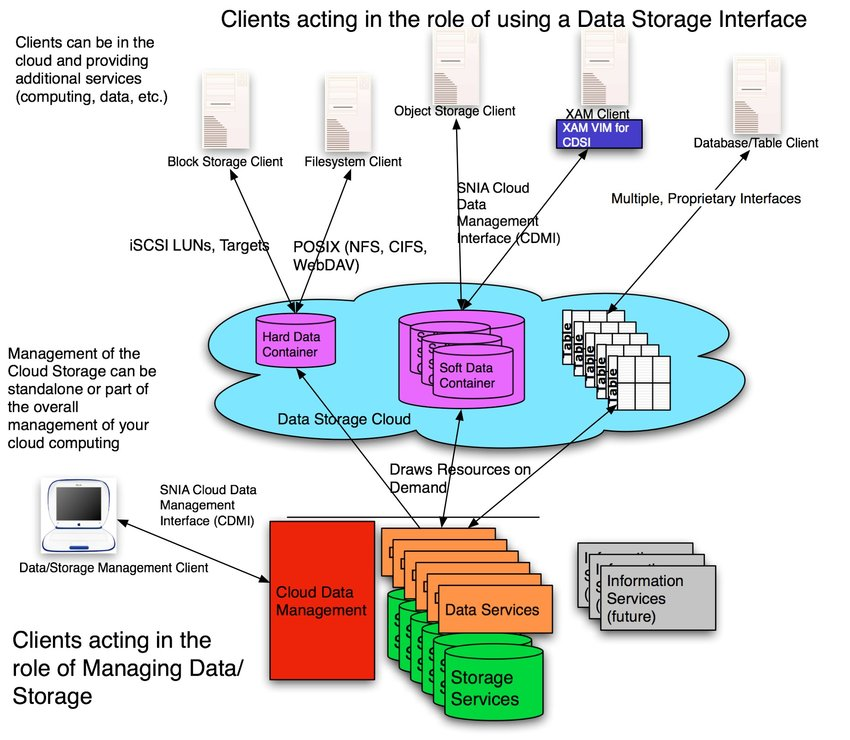 Clients acting in the role of using a Data Storage Interface
Clients can be in the
cloud and providing
additional services
(computing, data, etc.)
Block Storage Client
Filesystem Client
Object Storage Client
XAM Client
XAM VIM for
CDSI
Database/Table Client
iSCSI LUNs, Targets
POSIX (NFS, CIFS,
WebDAV)
SNIA Cloud
Data
Management
Interface (CDMI)
Multiple, Proprietary Interfaces
Hard Data
Container
Soft Data
Container
Table
Table
Table
Table
Table
Data Storage Cloud
Management of the
Cloud Storage can be
standalone or part of
the overall
management of your
cloud computing
Draws Resources on
Demand
SNIA Cloud Data
Management
Interface (CDMI)
Data/Storage Management Client
Cloud Data
Management
Data Services
Storage
Services
Information
Services
(future)
Clients acting in the
role of Managing Data/
Storage